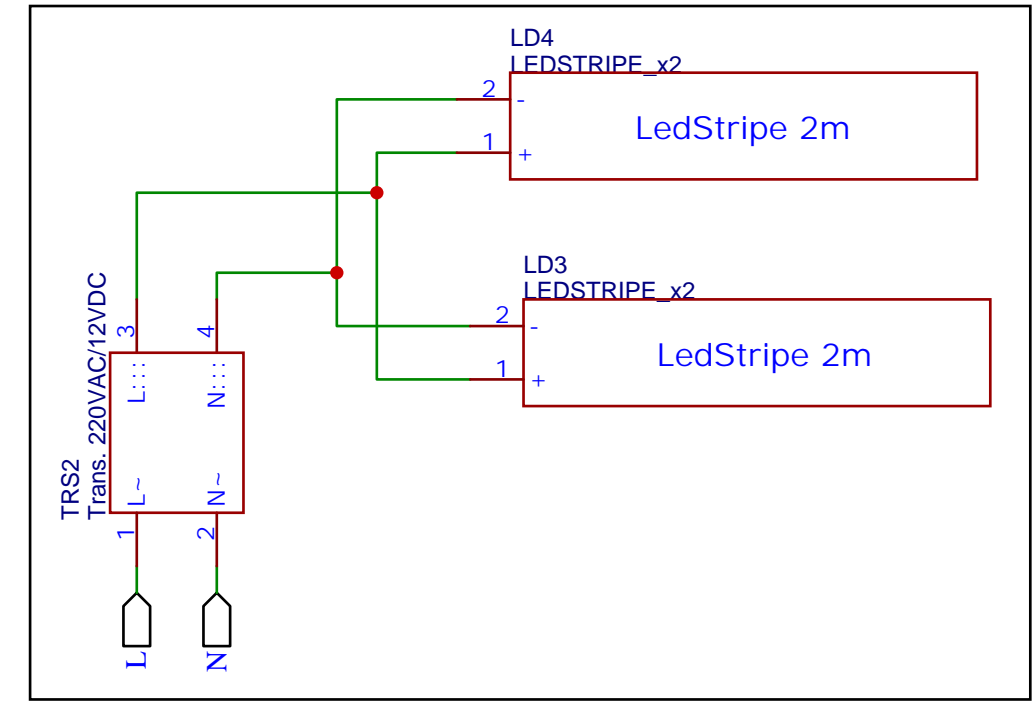 LD4
LEDSTRIPE_x2
2
-
LedStripe 2m
1
+
LD3
LEDSTRIPE_x2
2
-
LedStripe 2m
1
+
TRS2
Trans. 220VAC/12VDC
3
4
L::::
N::::
L~
N~
1
2
L
N